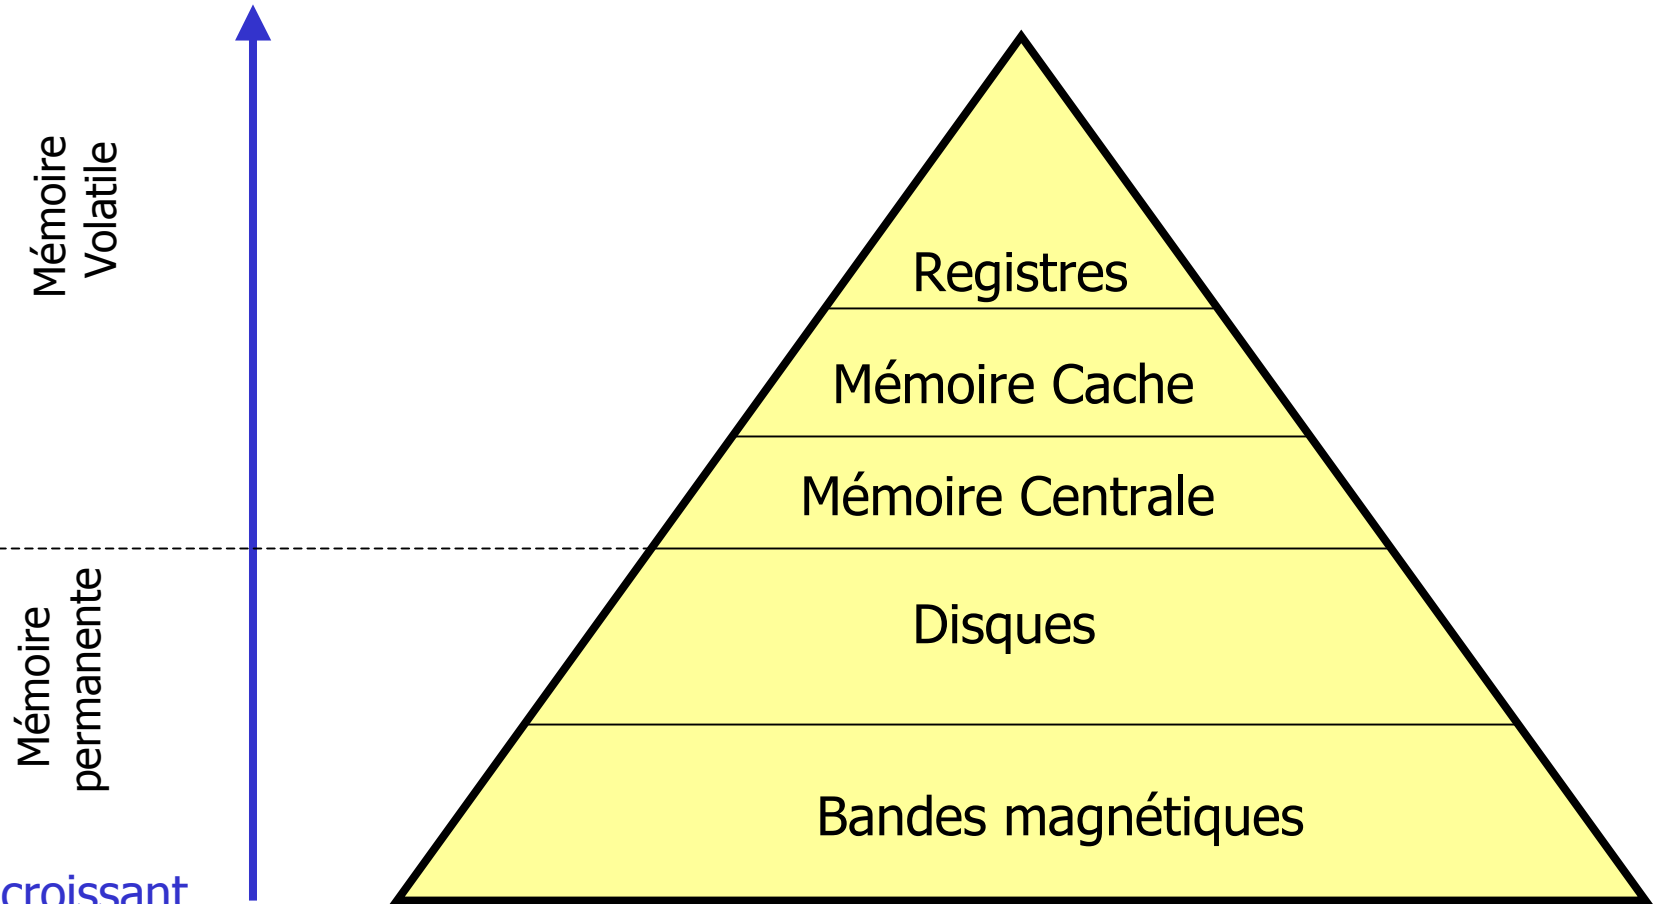 Mémoire
Volatile
Registres
Mémoire Cache
Mémoire Centrale
Mémoire
permanente
Disques
Bandes magnétiques
croissant